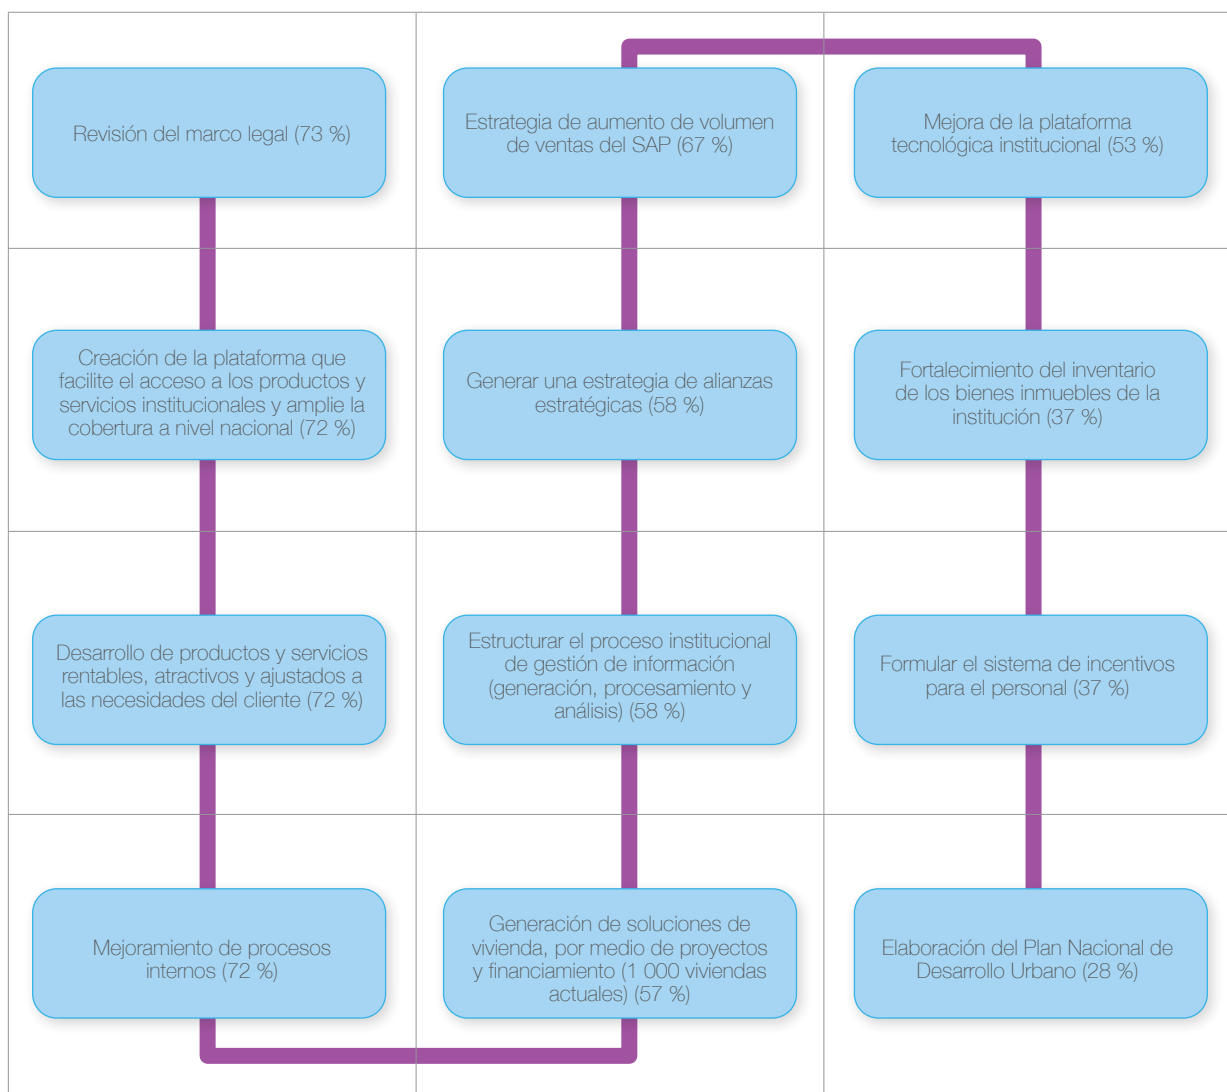 Revisión del marco legal (73 %)
Creación de la plataforma que
facilite el acceso a los productos y
servicios institucionales y amplie la
cobertura a nivel nacional (72 %)
Desarrollo de productos y servicios
rentables, atractivos y ajustados a
las necesidades del cliente (72 %)
Mejoramiento de procesos
internos (72 %)
Generación de soluciones de
vivienda, por medio de proyectos
y financiamiento (1 000 viviendas
actuales) (57 %)
Estructurar el proceso institucional
de gestión de información
(generación, procesamiento y
análisis) (58 %)
Generar una estrategia de alianzas
estratégicas (58 %)
Estrategia de aumento de volumen
de ventas del SAP (67 %)
Mejora de la plataforma
tecnológica institucional (53 %)
Fortalecimiento del inventario
de los bienes inmuebles de la
institución (37 %)
Formular el sistema de incentivos
para el personal (37 %)
Elaboración del Plan Nacional de
Desarrollo Urbano (28 %)